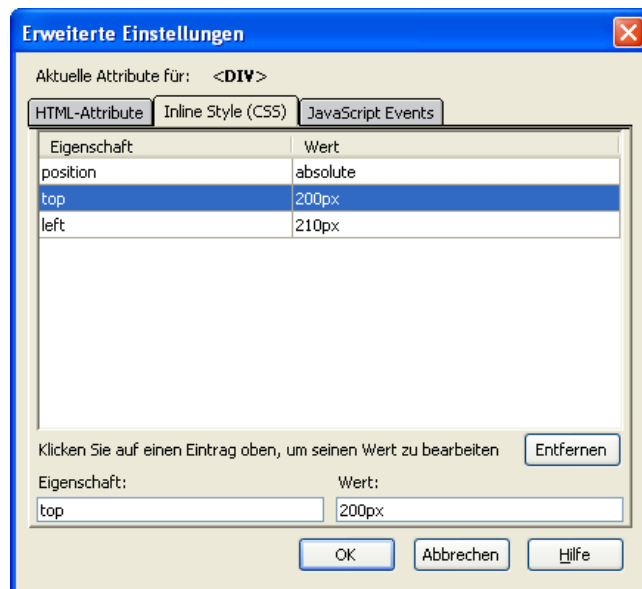 Erweiterte Einstellungen
Aktuelle Attribute für: <DIV>
HTML-Attribute Inline Style (CSS) JavaScript Events
Eigenschaft Wert
position absolute
top 200px
left 210px
Klicken Sie auf einen Eintrag oben, um seinen Wert zu bearbeiten Entfernen
Eigenschaft: Wert:
top 200px
OK Abbrechen Hilfe